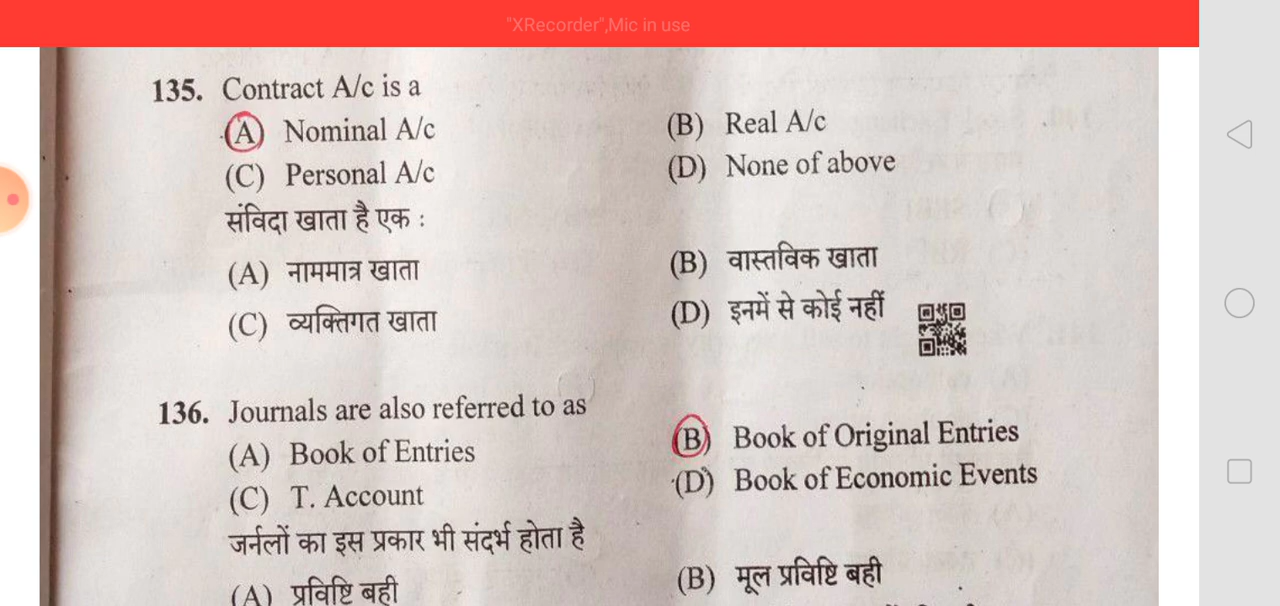 "XRecorder",Mic in use
135. Contract A/c is a
(A) Nominal A/c (B) Real A/c
(C) Personal A/c (D) None of above
संविदा खाता है एक :
(A) नाममात्र खाता (B) वास्तविक खाता
(C) व्यक्तिगत खाता (D) इनमें से कोई नहीं
136. Journals are also referred to as
(A) Book of Entries (B) Book of Original Entries
(C) T. Account (D) Book of Economic Events
जर्नलों का इस प्रकार भी संदर्भ होता है
(A) प्रविष्टि बही (B) मूल प्रविष्टि बही